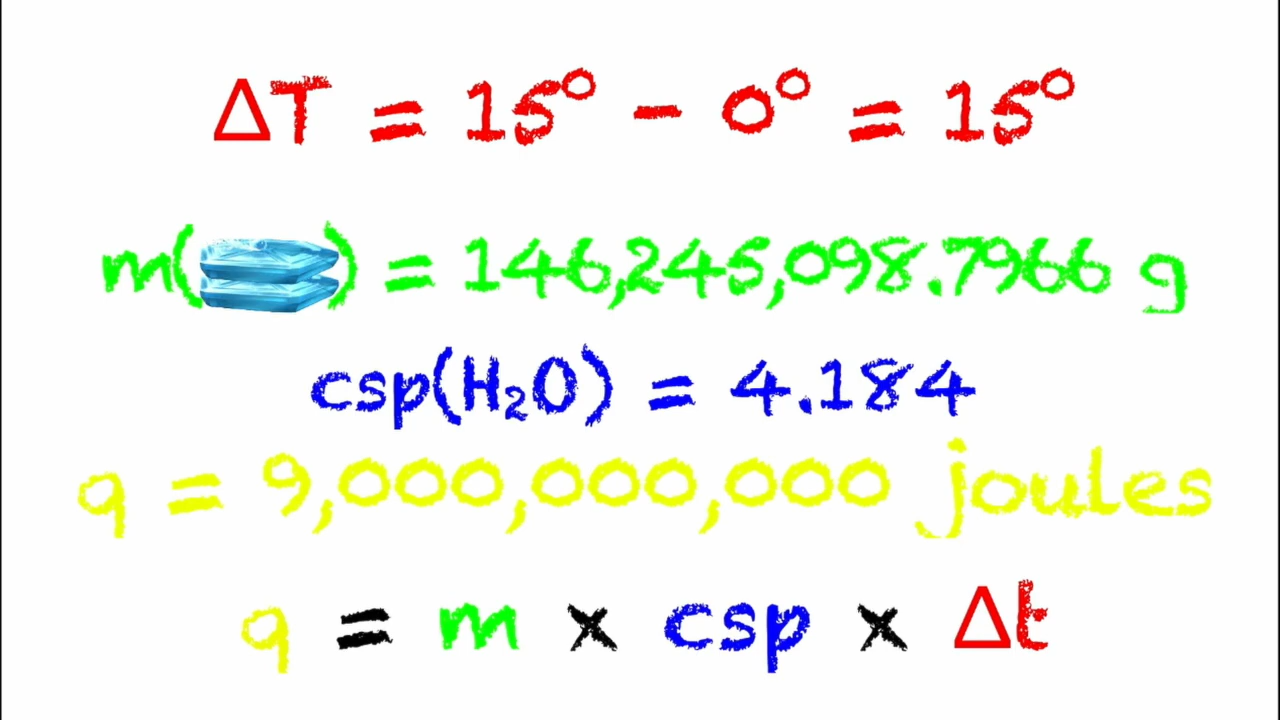 ΔT = 15° - 0° = 15°
m( ) = 146,245,098.7966 g
csp(H₂O) = 4.184
q = 9,000,000,000 joules
q = m x csp x Δt